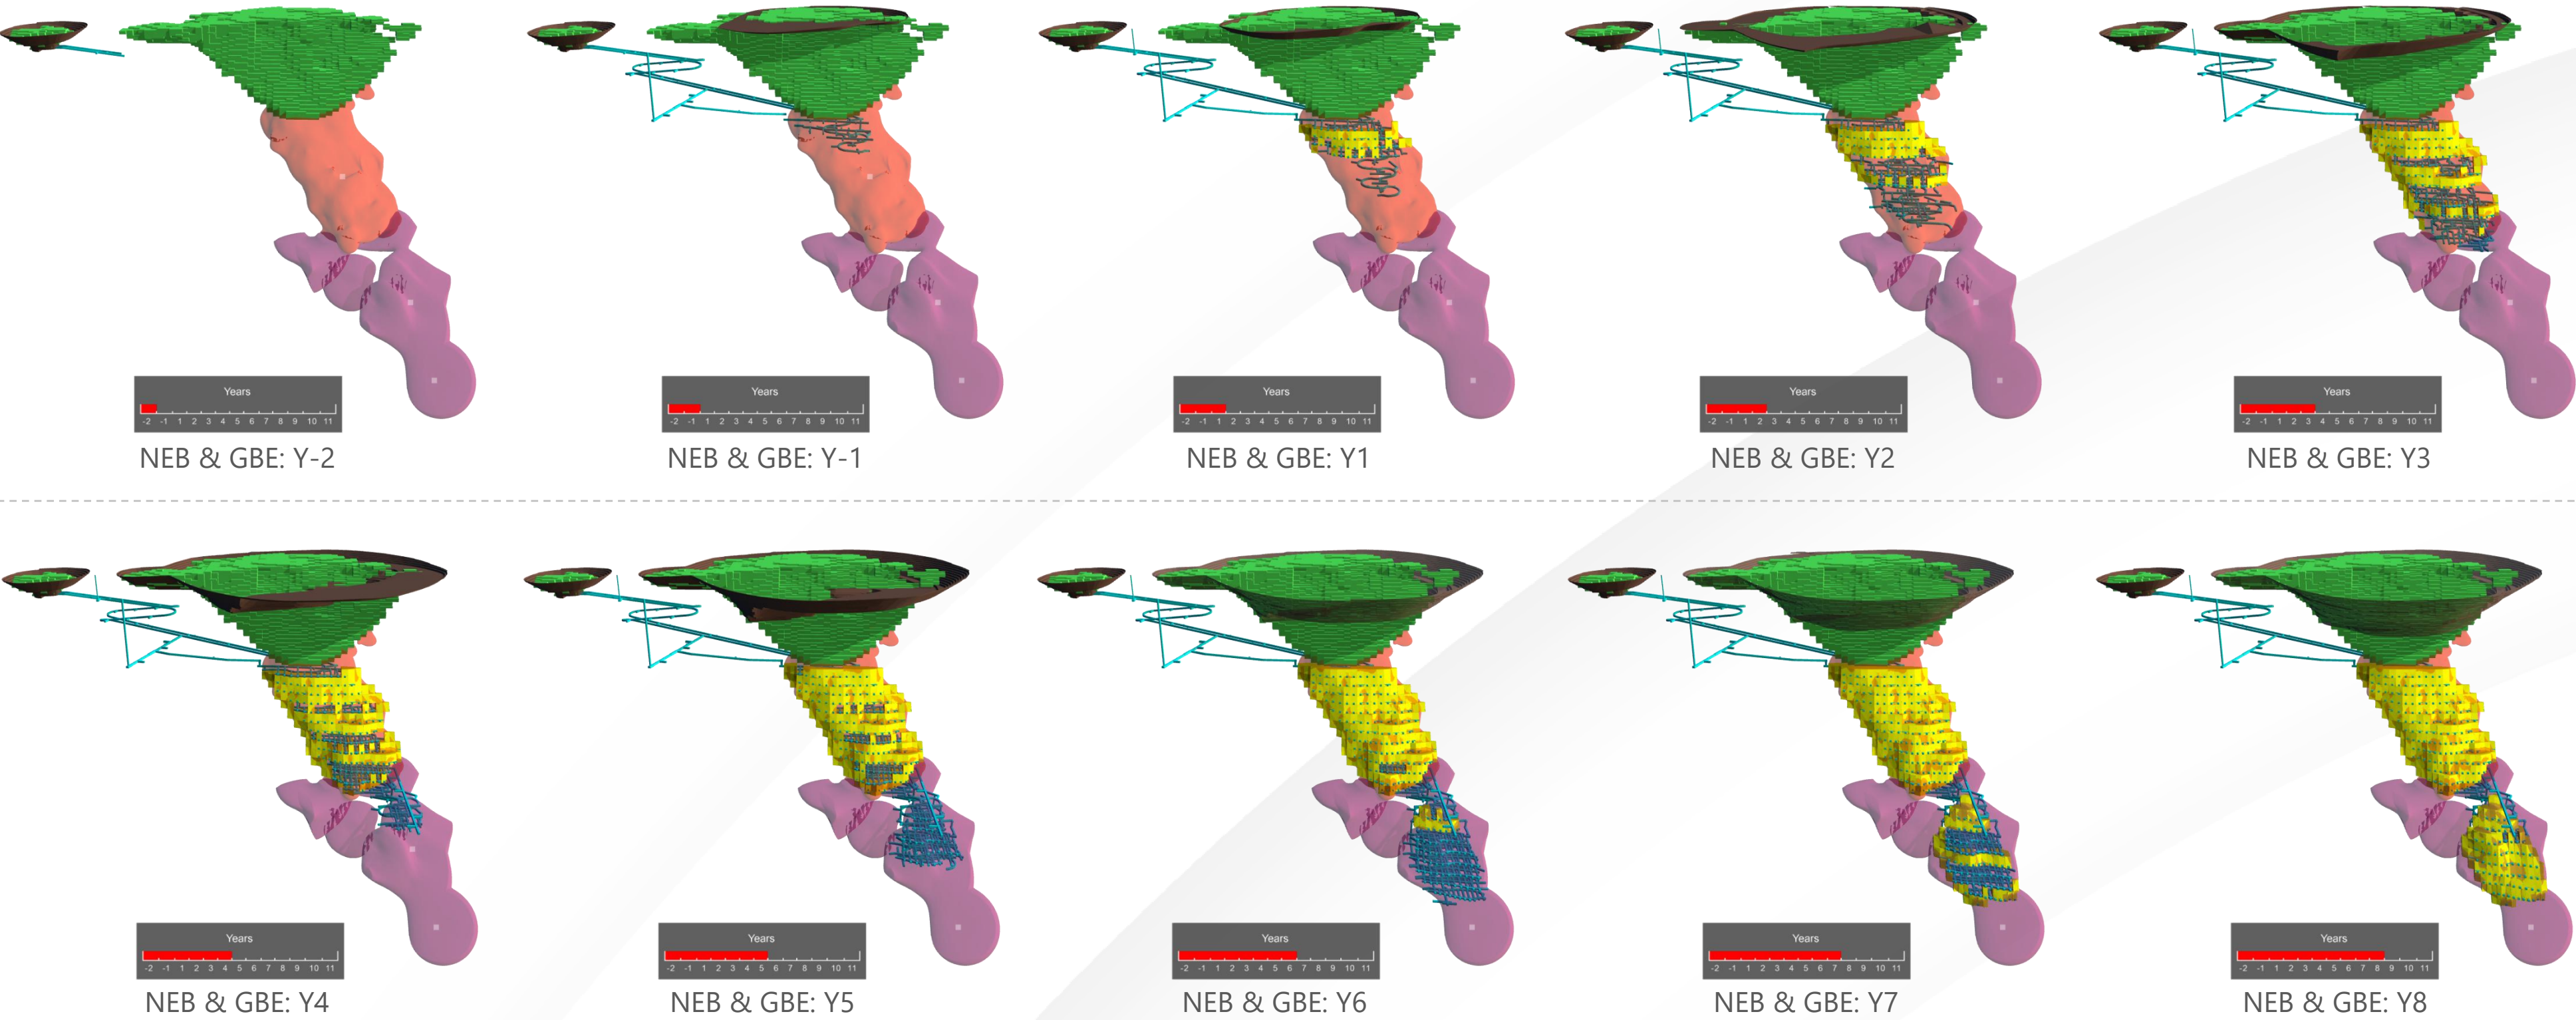 Years
-2 -1 1 2 3 4 5 6 7 8 9 10 11
NEB & GBE: Y-2
Years
-2 -1 1 2 3 4 5 6 7 8 9 10 11
NEB & GBE: Y-1
Years
-2 -1 1 2 3 4 5 6 7 8 9 10 11
NEB & GBE: Y1
Years
-2 -1 1 2 3 4 5 6 7 8 9 10 11
NEB & GBE: Y2
Years
-2 -1 1 2 3 4 5 6 7 8 9 10 11
NEB & GBE: Y3
Years
-2 -1 1 2 3 4 5 6 7 8 9 10 11
NEB & GBE: Y4
Years
-2 -1 1 2 3 4 5 6 7 8 9 10 11
NEB & GBE: Y5
Years
-2 -1 1 2 3 4 5 6 7 8 9 10 11
NEB & GBE: Y6
Years
-2 -1 1 2 3 4 5 6 7 8 9 10 11
NEB & GBE: Y7
Years
-2 -1 1 2 3 4 5 6 7 8 9 10 11
NEB & GBE: Y8